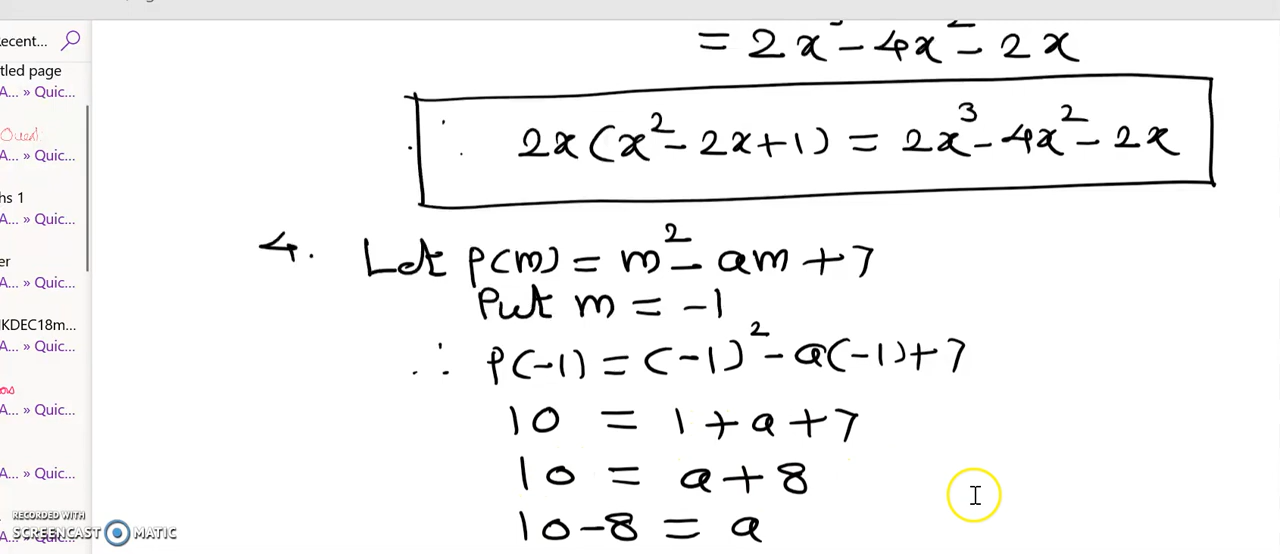 ecent...
= 2x³ - 4x² - 2x
tled page
A... » Quic...
∴ 2x(x² - 2x + 1) = 2x³ - 4x² - 2x
A... » Quic...
hs 1
A... » Quic...
4. Let p(m) = m² - am + 7
er
A... » Quic...
Put m = -1
KDEC18m...
A... » Quic...
∴ p(-1) = (-1)² - a(-1) + 7
A... » Quic...
10 = 1 + a + 7
A... » Quic...
10 = a + 8
RECORDED WITH
SCREENCAST MATIC
A... » Quic...
10 - 8 = a